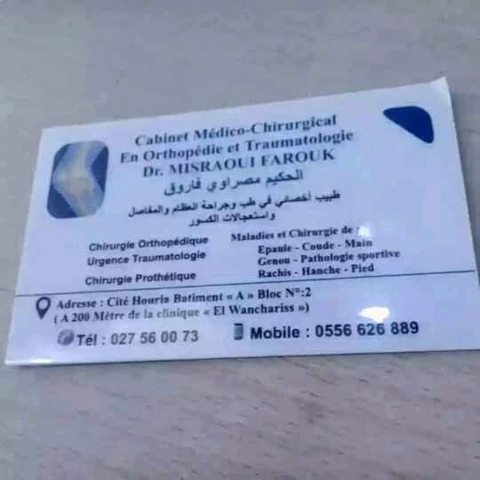 Cabinet Médico-Chirurgical
En Orthopédie et Traumatologie
Dr. MISRAOUI FAROUK
الحكيم مصراوي فاروق
طبيب أخصائي في طب وجراحة العظام والمفاصل
واستعجالات الكسور
Chirurgie Orthopédique
Urgence Traumatologie
Chirurgie Prothétique
Maladies et Chirurgie de :
Epaule - Coude - Main
Genou - Pathologie sportive
Rachis - Hanche - Pied
Adresse : Cité Houria Batiment « A » Bloc N°:2
( A 200 Mètre de la clinique « El Wanchariss »)
Tél : 027 56 00 73
Mobile : 0556 626 889